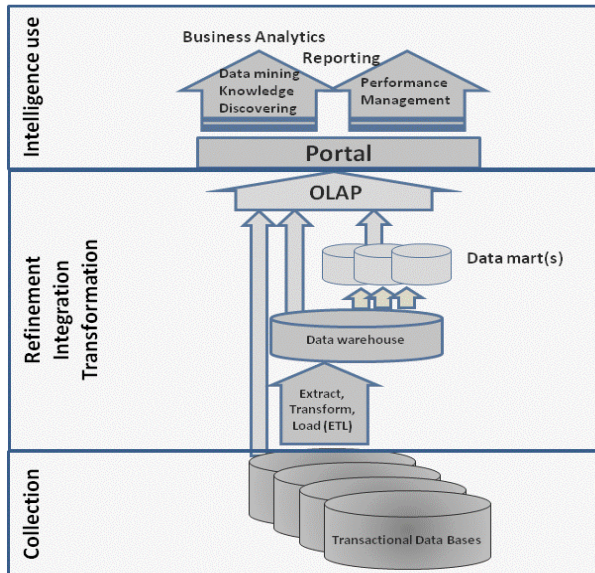 Intelligence use
Business Analytics
Reporting
Data mining
Knowledge
Discovering
Performance
Management
Portal
Refinement
Integration
Transformation
OLAP
Data mart(s)
Data warehouse
Extract,
Transform,
Load (ETL)
Collection
Transactional Data Bases